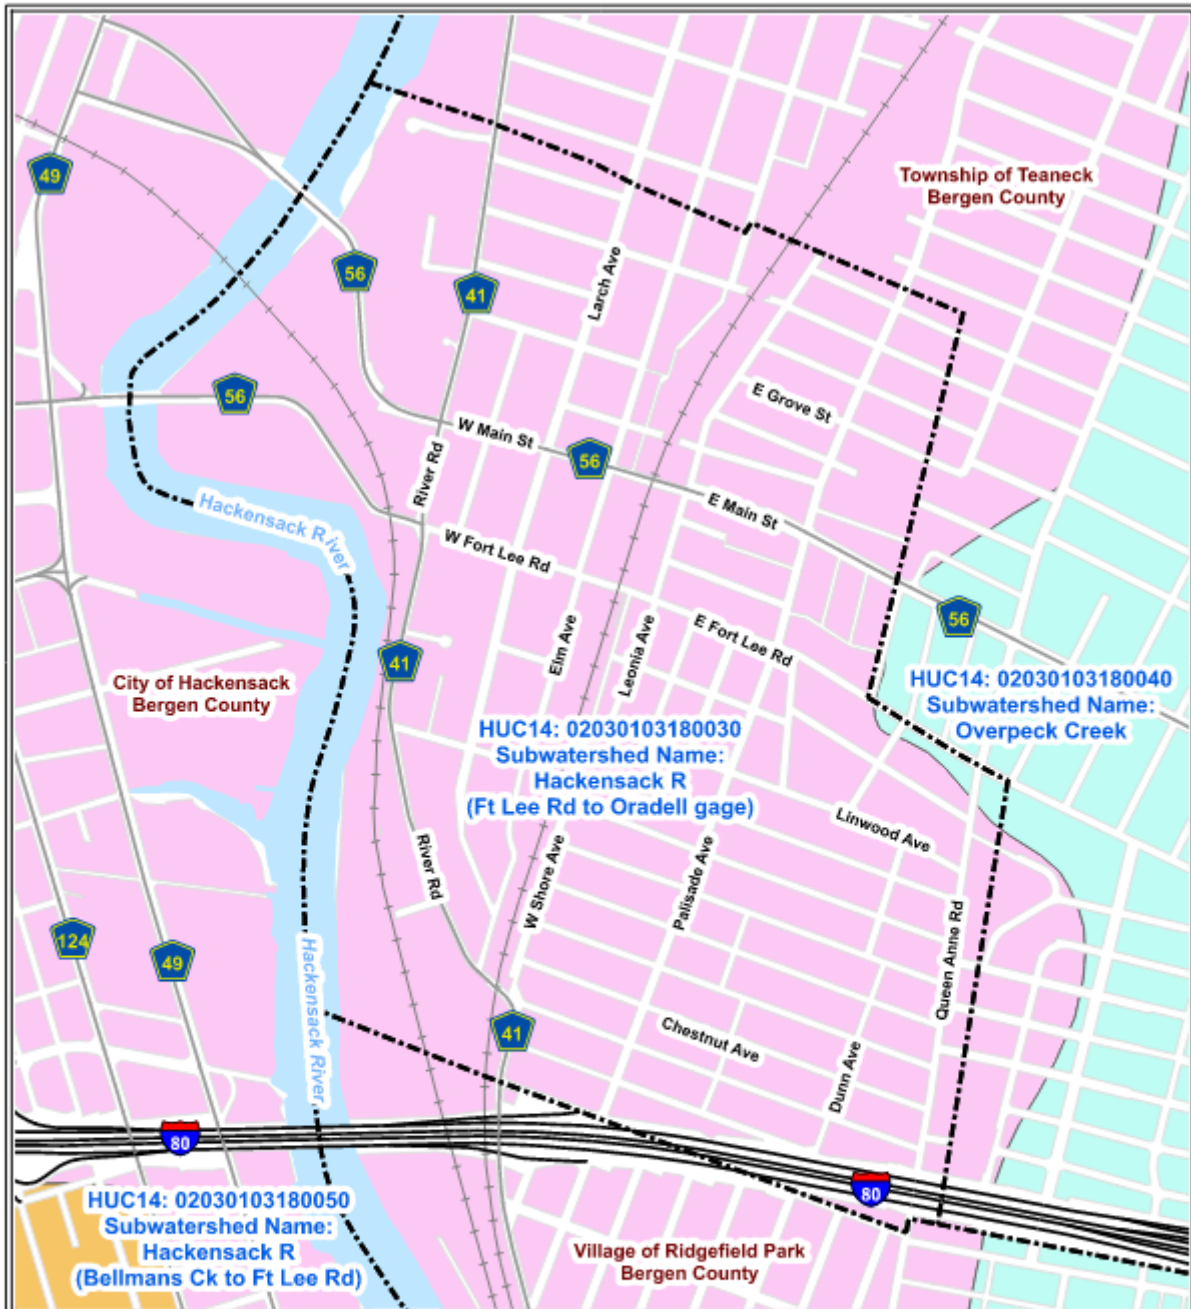 49
Township of Teaneck
Bergen County
56
41
Larch Ave
56
E Grove St
W Main St
River Rd
56
E Main St
Hackensack River
W Fort Lee Rd
56
Elm Ave
Leonia Ave
E Fort Lee Rd
41
City of Hackensack
Bergen County
HUC14: 02030103180040
Subwatershed Name:
Overpeck Creek
HUC14: 02030103180030
Subwatershed Name:
Hackensack R
(Ft Lee Rd to Oradell gage)
Linwood Ave
River Rd
W Shore Ave
Palisade Ave
Queen Anne Rd
124
49
Hackensack River
41
Chestnut Ave
Dunn Ave
80
80
HUC14: 02030103180050
Subwatershed Name:
Hackensack R
(Bellmans Ck to Ft Lee Rd)
Village of Ridgefield Park
Bergen County